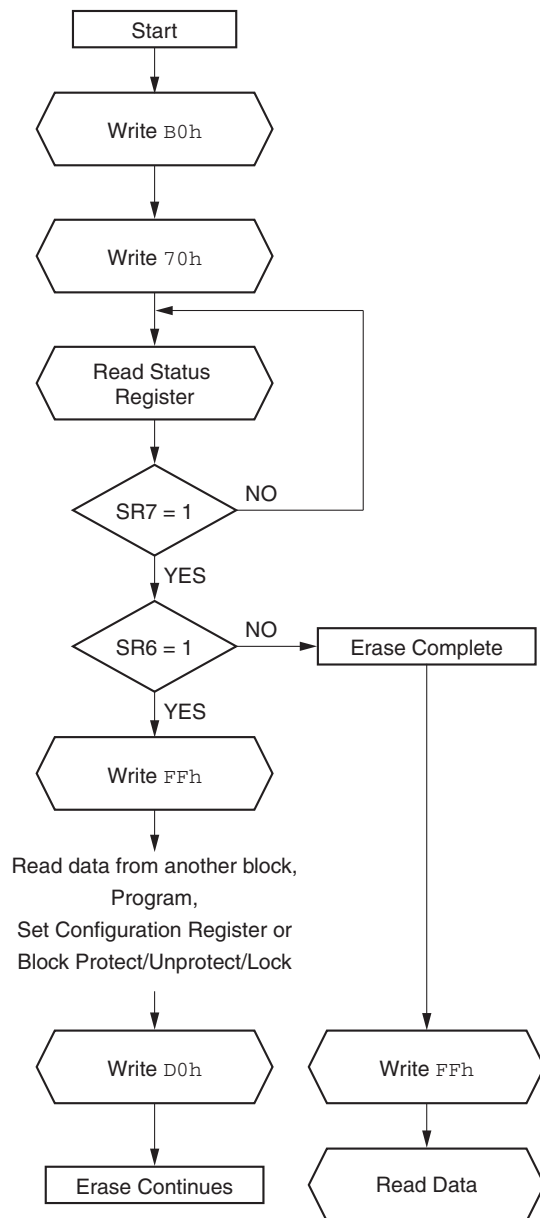 Start
Write B0h
Write 70h
Read Status
Register
SR7 = 1
NO
YES
SR6 = 1
NO
Erase Complete
YES
Write FFh
Read data from another block,
Program,
Set Configuration Register or
Block Protect/Unprotect/Lock
Write D0h
Write FFh
Erase Continues
Read Data